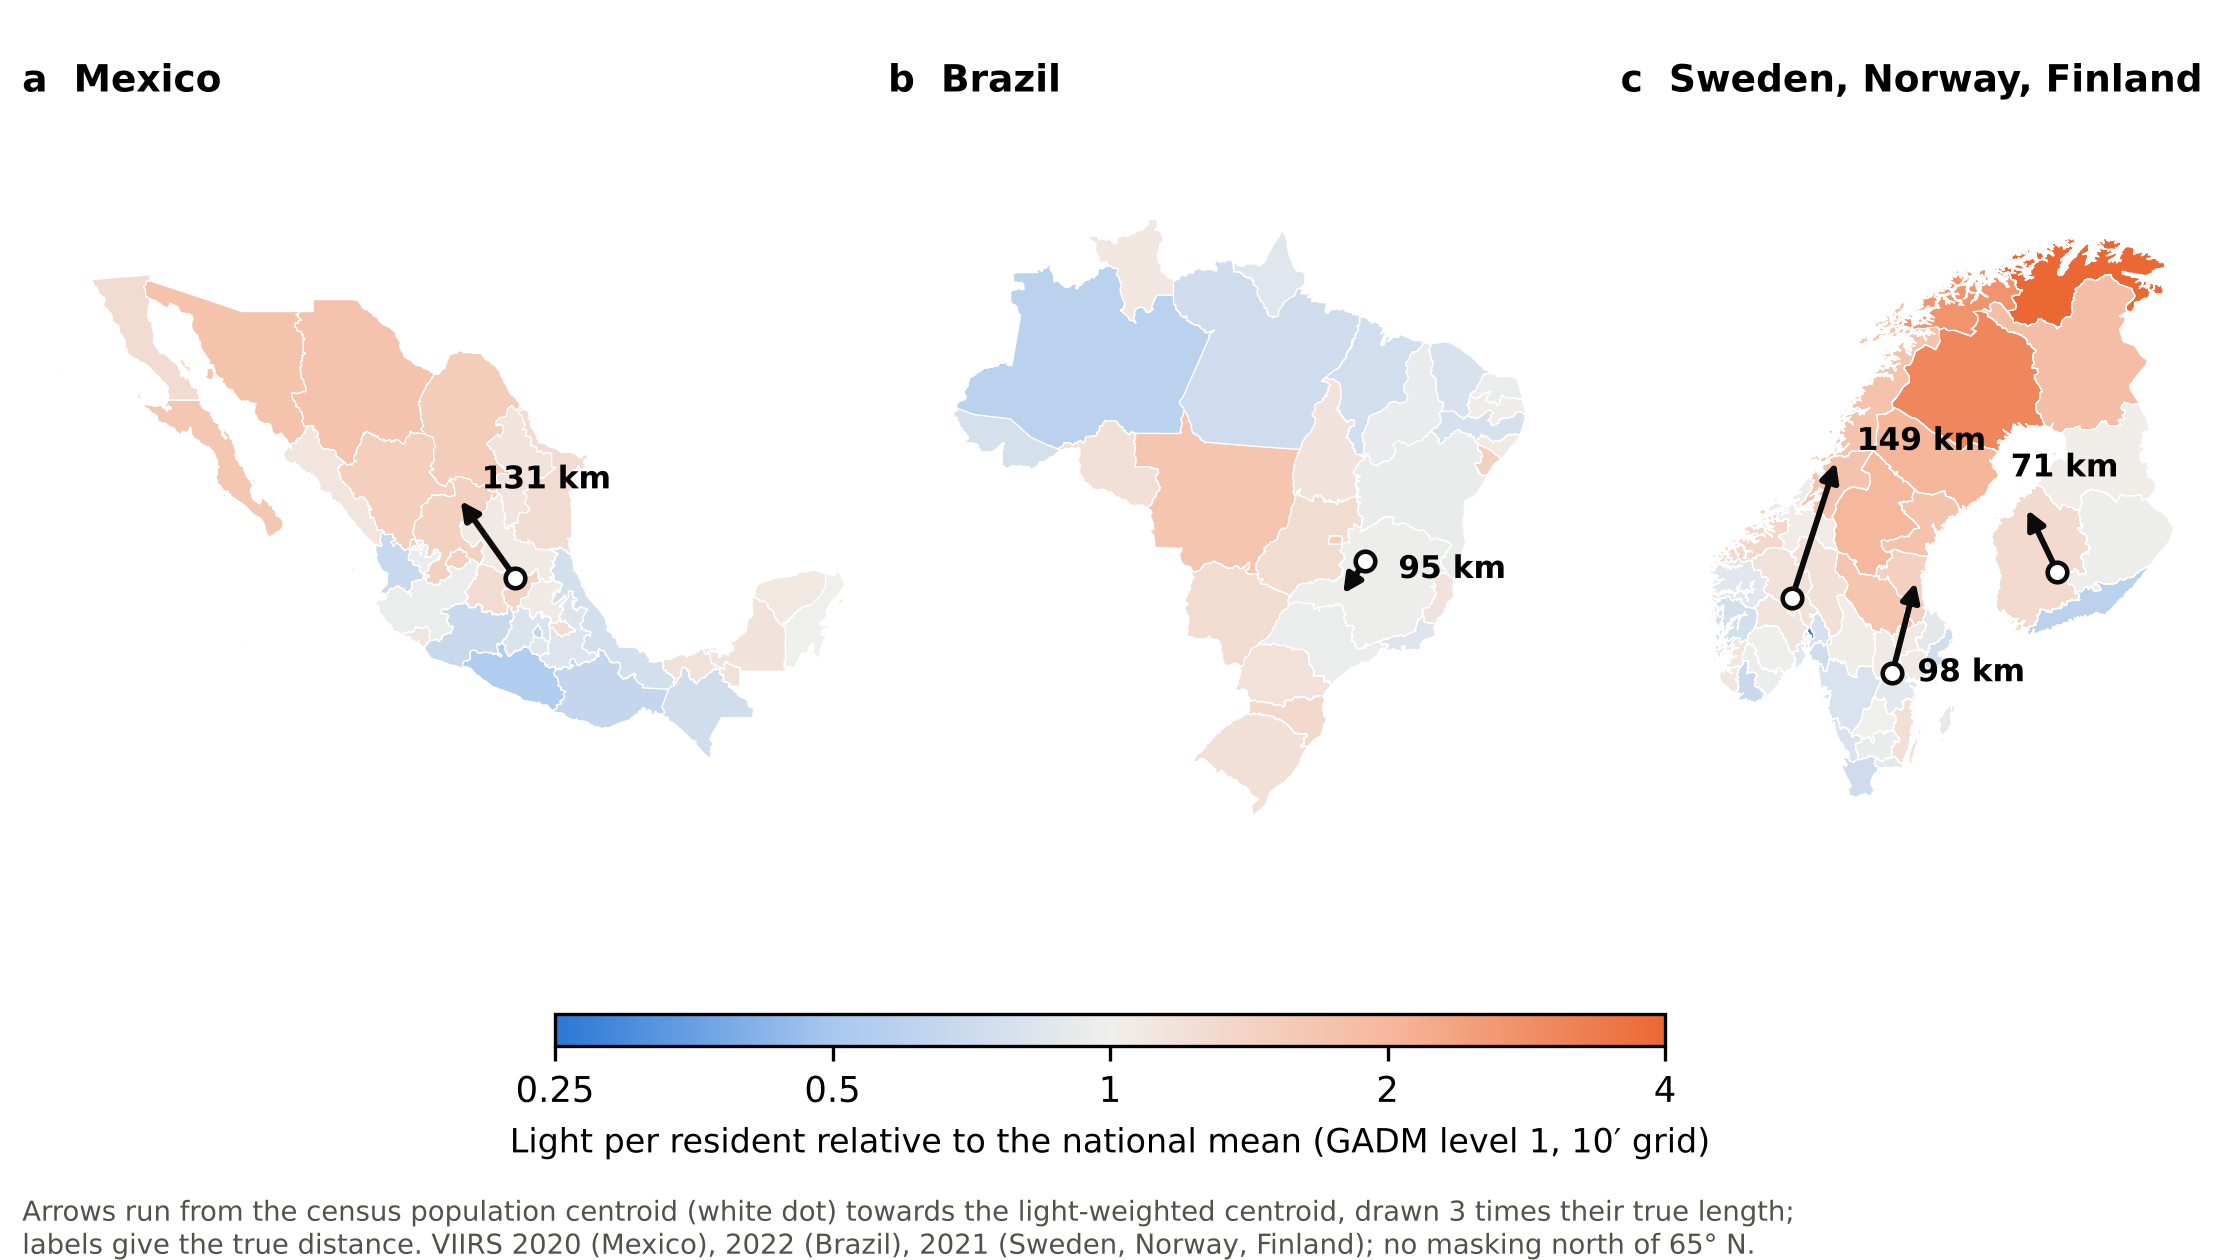 a Mexico
b Brazil
c Sweden, Norway, Finland
131 km
95 km
149 km
71 km
98 km
0.25 0.5 1 2 4
Light per resident relative to the national mean (GADM level 1, 10′ grid)
Arrows run from the census population centroid (white dot) towards the light-weighted centroid, drawn 3 times their true length;
labels give the true distance. VIIRS 2020 (Mexico), 2022 (Brazil), 2021 (Sweden, Norway, Finland); no masking north of 65° N.